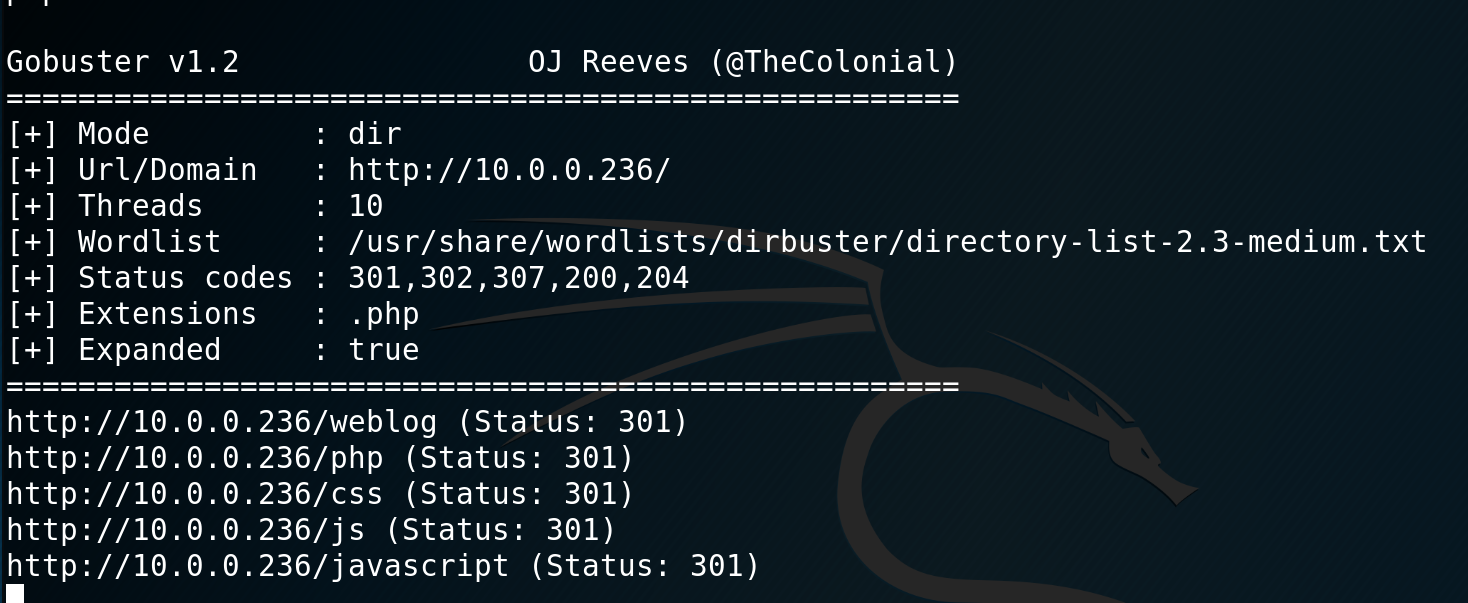 Gobuster v1.2                OJ Reeves (@TheColonial)
=====================================================
[+] Mode         : dir
[+] Url/Domain   : http://10.0.0.236/
[+] Threads      : 10
[+] Wordlist     : /usr/share/wordlists/dirbuster/directory-list-2.3-medium.txt
[+] Status codes : 301,302,307,200,204
[+] Extensions   : .php
[+] Expanded     : true
=====================================================
http://10.0.0.236/weblog (Status: 301)
http://10.0.0.236/php (Status: 301)
http://10.0.0.236/css (Status: 301)
http://10.0.0.236/js (Status: 301)
http://10.0.0.236/javascript (Status: 301)